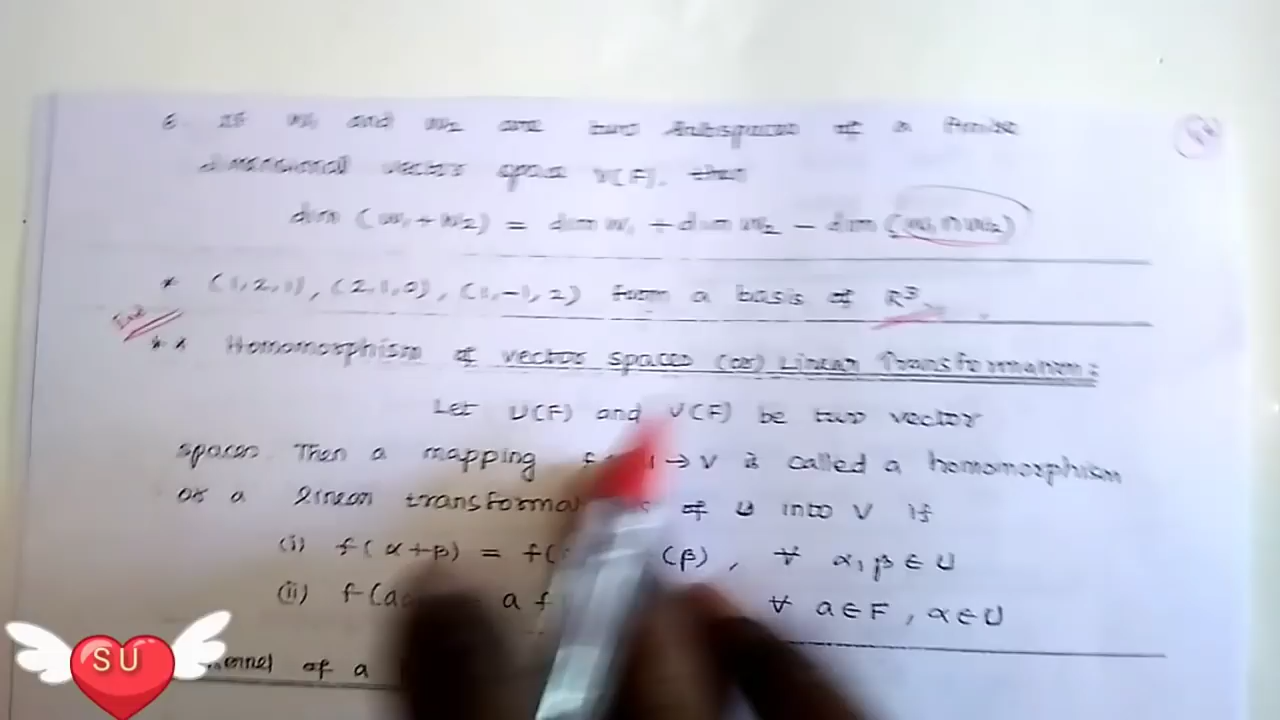 6. If W₁ and W₂ are two subspaces of a finite
dimensional vector space V(F). then
dim (W₁+W₂) = dim W₁ + dim W₂ - dim (W₁∩W₂)
* (1,2,1), (2,1,0), (1,-1,2) form a basis of R³.
** Homomorphism of vector spaces (or) Linear Transformation:
Let U(F) and V(F) be two vector
spaces. Then a mapping f → V is called a homomorphism
or a linear of U into V if
(i) f(α+β) = f( (β), ∀ α,β ∈ U
(ii) f(a a f ∀ a∈F, α∈U
of a
SU